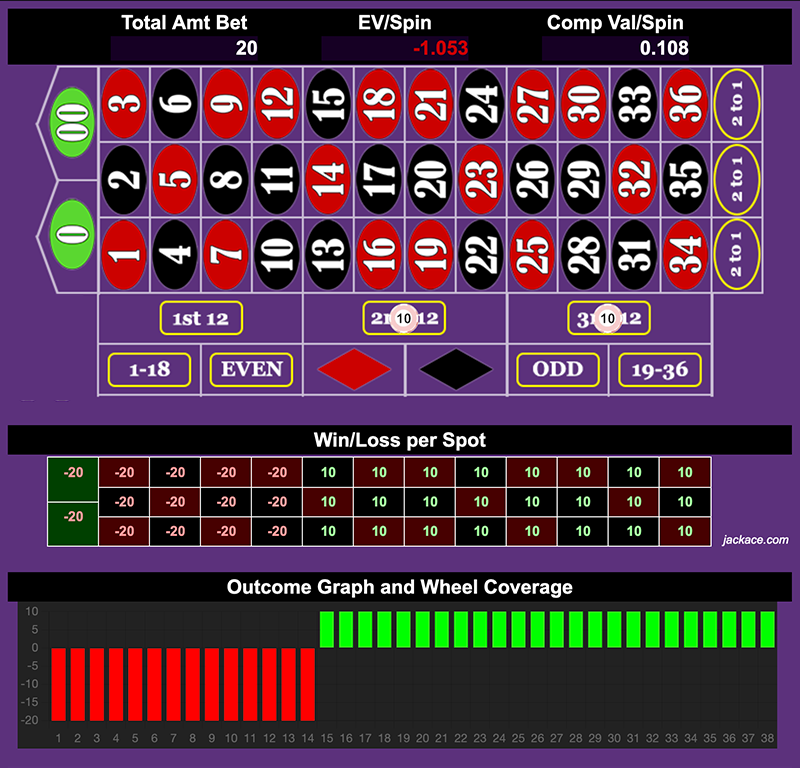 Total Amt Bet EV/Spin Comp Val/Spin
20 -1.053 0.108
00 3 6 9 12 15 18 21 24 27 30 33 36 2 to 1
2 5 8 11 14 17 20 23 26 29 32 35 2 to 1
0 1 4 7 10 13 16 19 22 25 28 31 34 2 to 1
1st 12 2 10 12 3 10 12
1-18 EVEN ODD 19-36
Win/Loss per Spot
-20 -20 -20 -20 -20 10 10 10 10 10 10 10 10
-20 -20 -20 -20 10 10 10 10 10 10 10 10
-20 -20 -20 -20 -20 10 10 10 10 10 10 10 10
jackace.com
Outcome Graph and Wheel Coverage
10
5
0
-5
-10
-15
-20
1 2 3 4 5 6 7 8 9 10 11 12 13 14 15 16 17 18 19 20 21 22 23 24 25 26 27 28 29 30 31 32 33 34 35 36 37 38